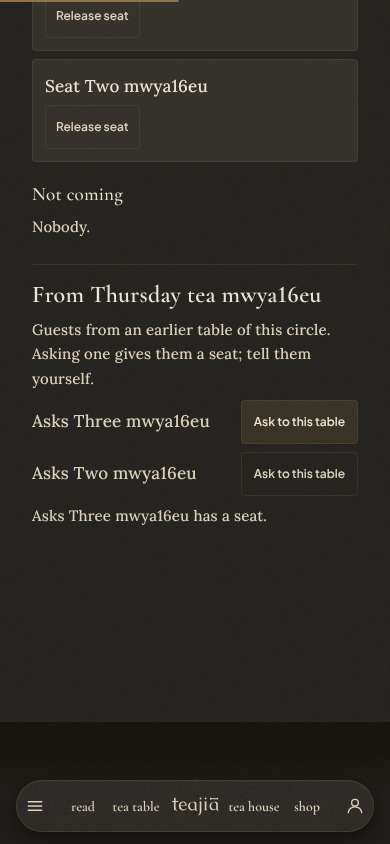 Release seat
Seat Two mwya16eu
Release seat
Not coming
Nobody.
From Thursday tea mwya16eu
Guests from an earlier table of this circle.
Asking one gives them a seat; tell them
yourself.
Asks Three mwya16eu
Ask to this table
Asks Two mwya16eu
Ask to this table
Asks Three mwya16eu has a seat.
read
tea table
teajiā
tea house
shop